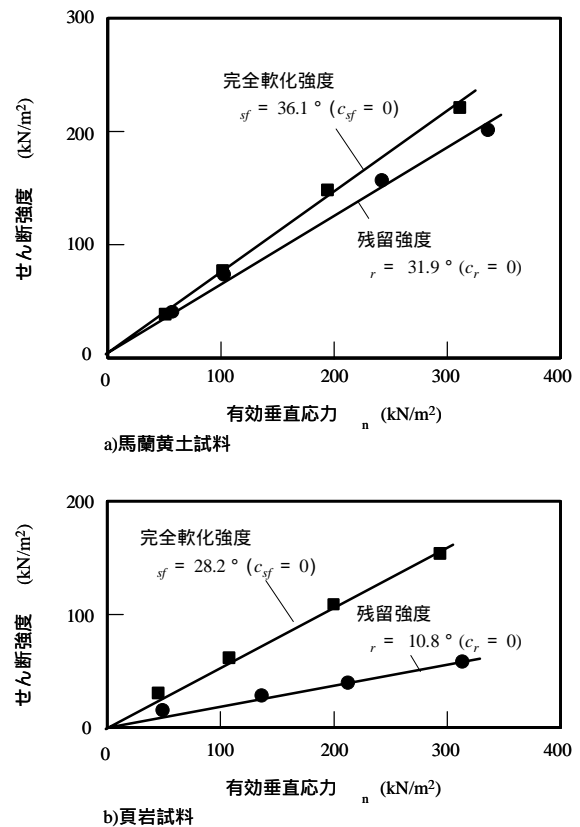 300
200
100
0
せん断強度 (kN/m²)
完全軟化強度
sf = 36.1 ° (csf = 0)
残留強度
r = 31.9 ° (cr = 0)
0 100 200 300 400
有効垂直応力 n (kN/m²)
a)馬蘭黄土試料
200
100
0
せん断強度 (kN/m²)
完全軟化強度
sf = 28.2 ° (csf = 0)
残留強度
r = 10.8 ° (cr = 0)
0 100 200 300 400
有効垂直応力 n (kN/m²)
b)頁岩試料